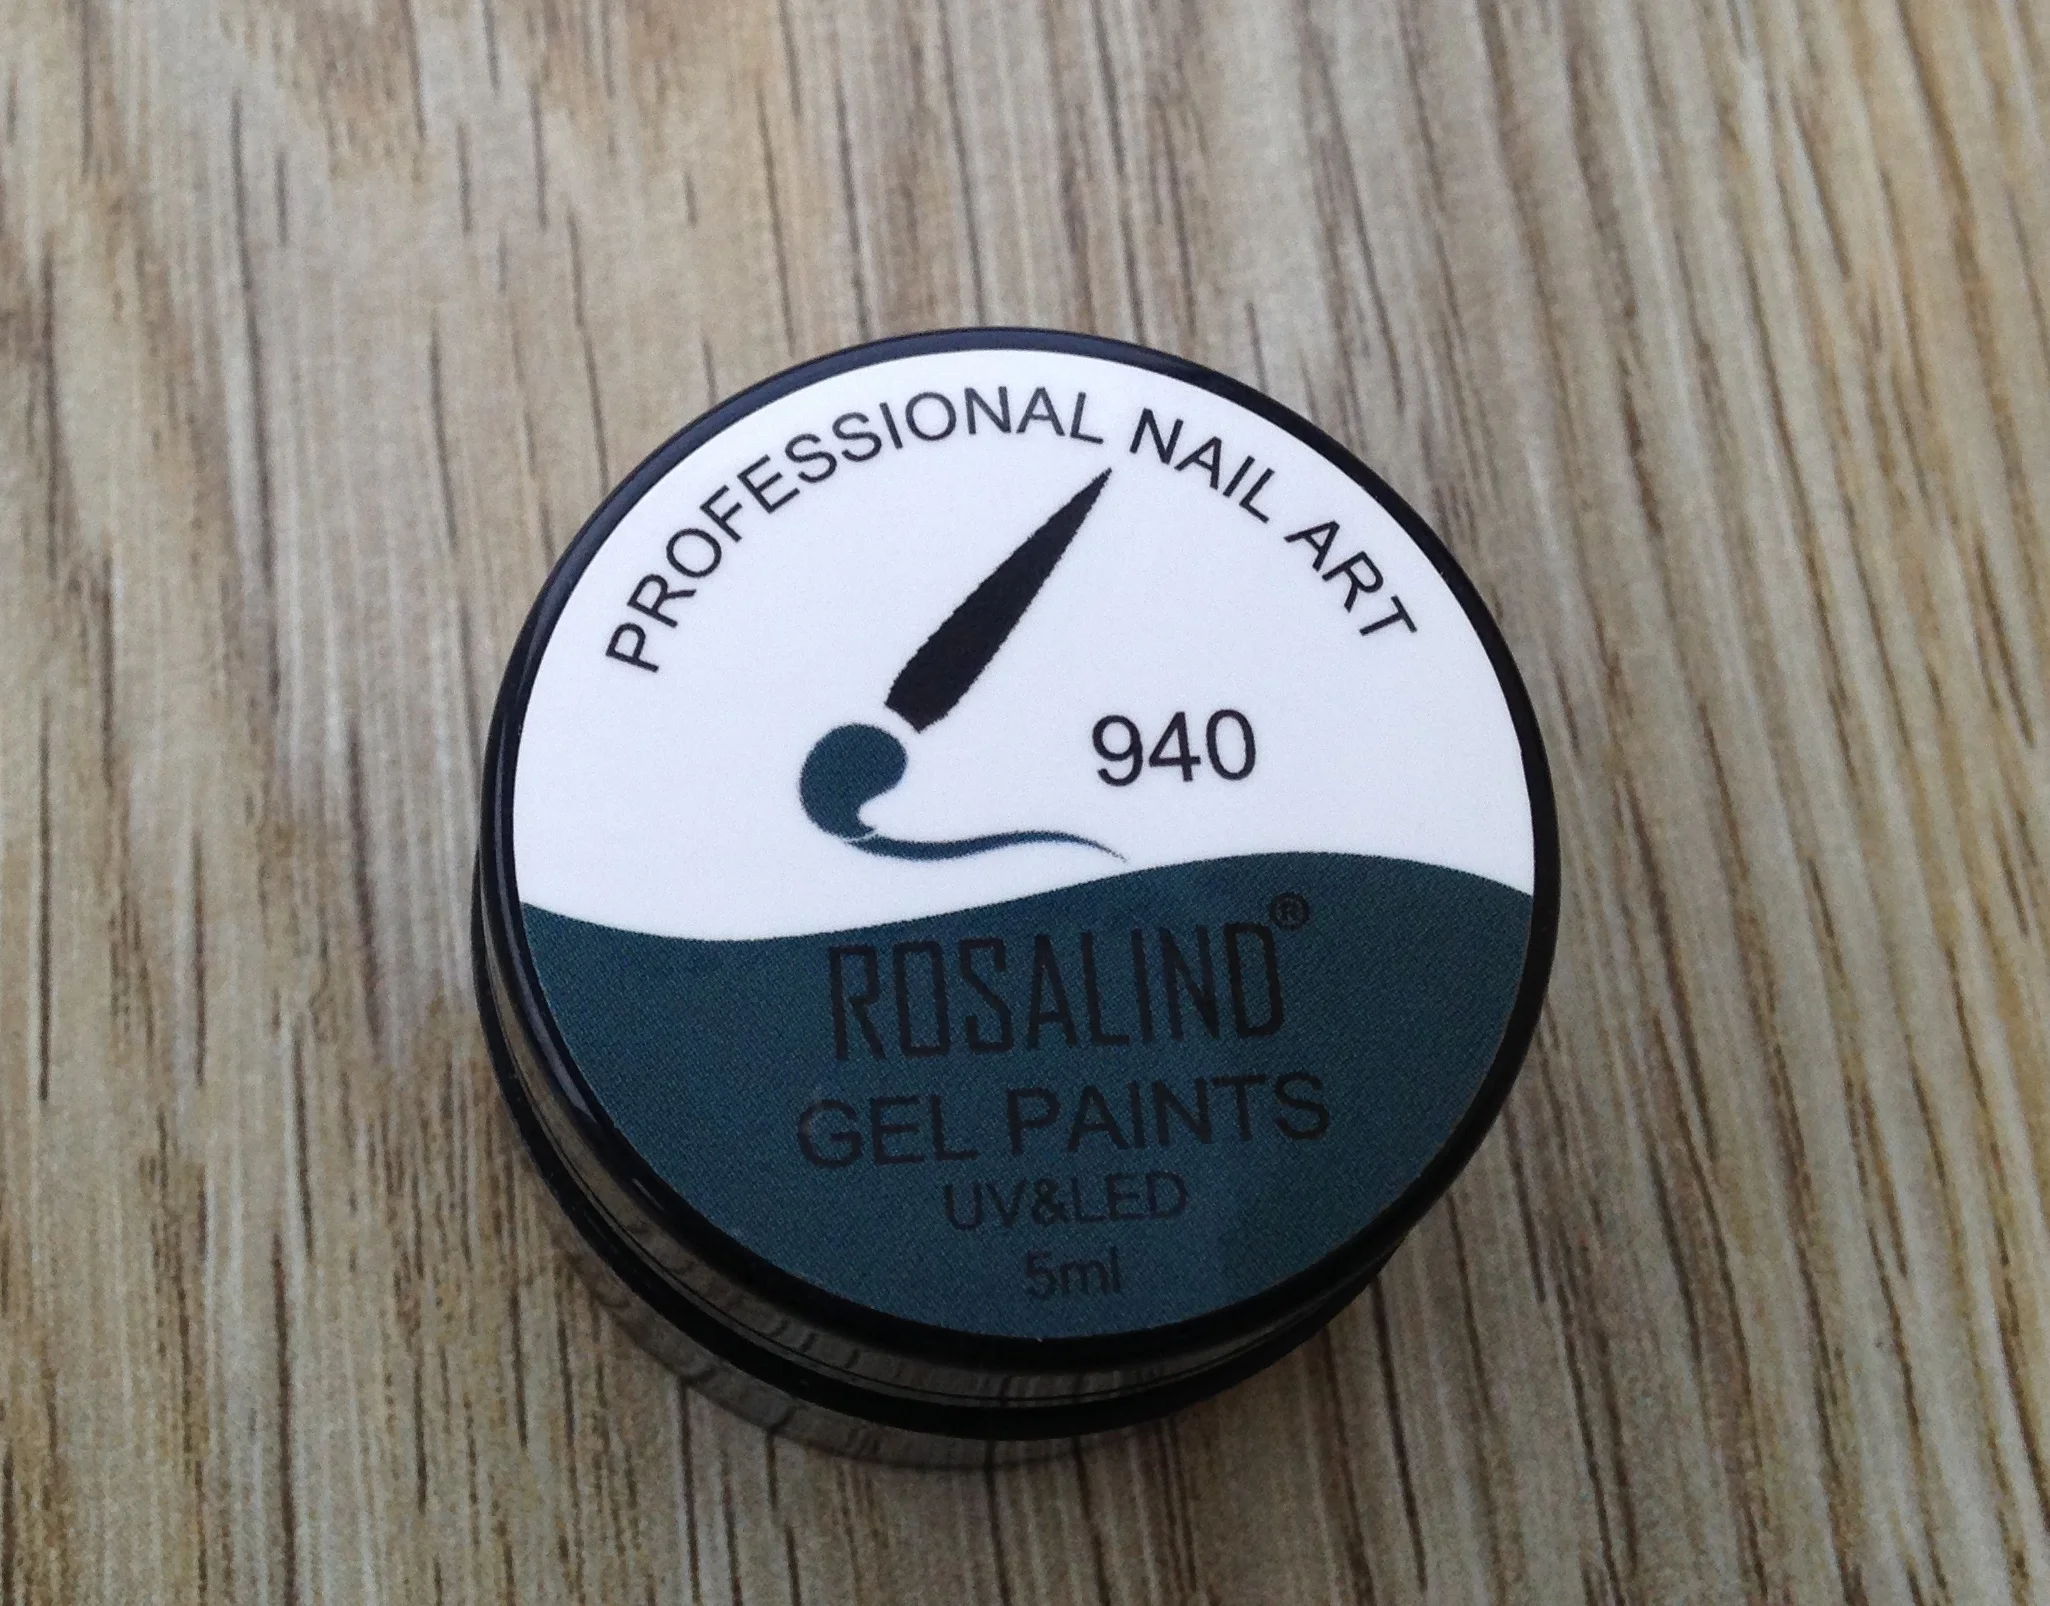 PROFESSIONAL NAIL ART
940
ROSALIND®
GEL PAINTS
UV&LED
5ml